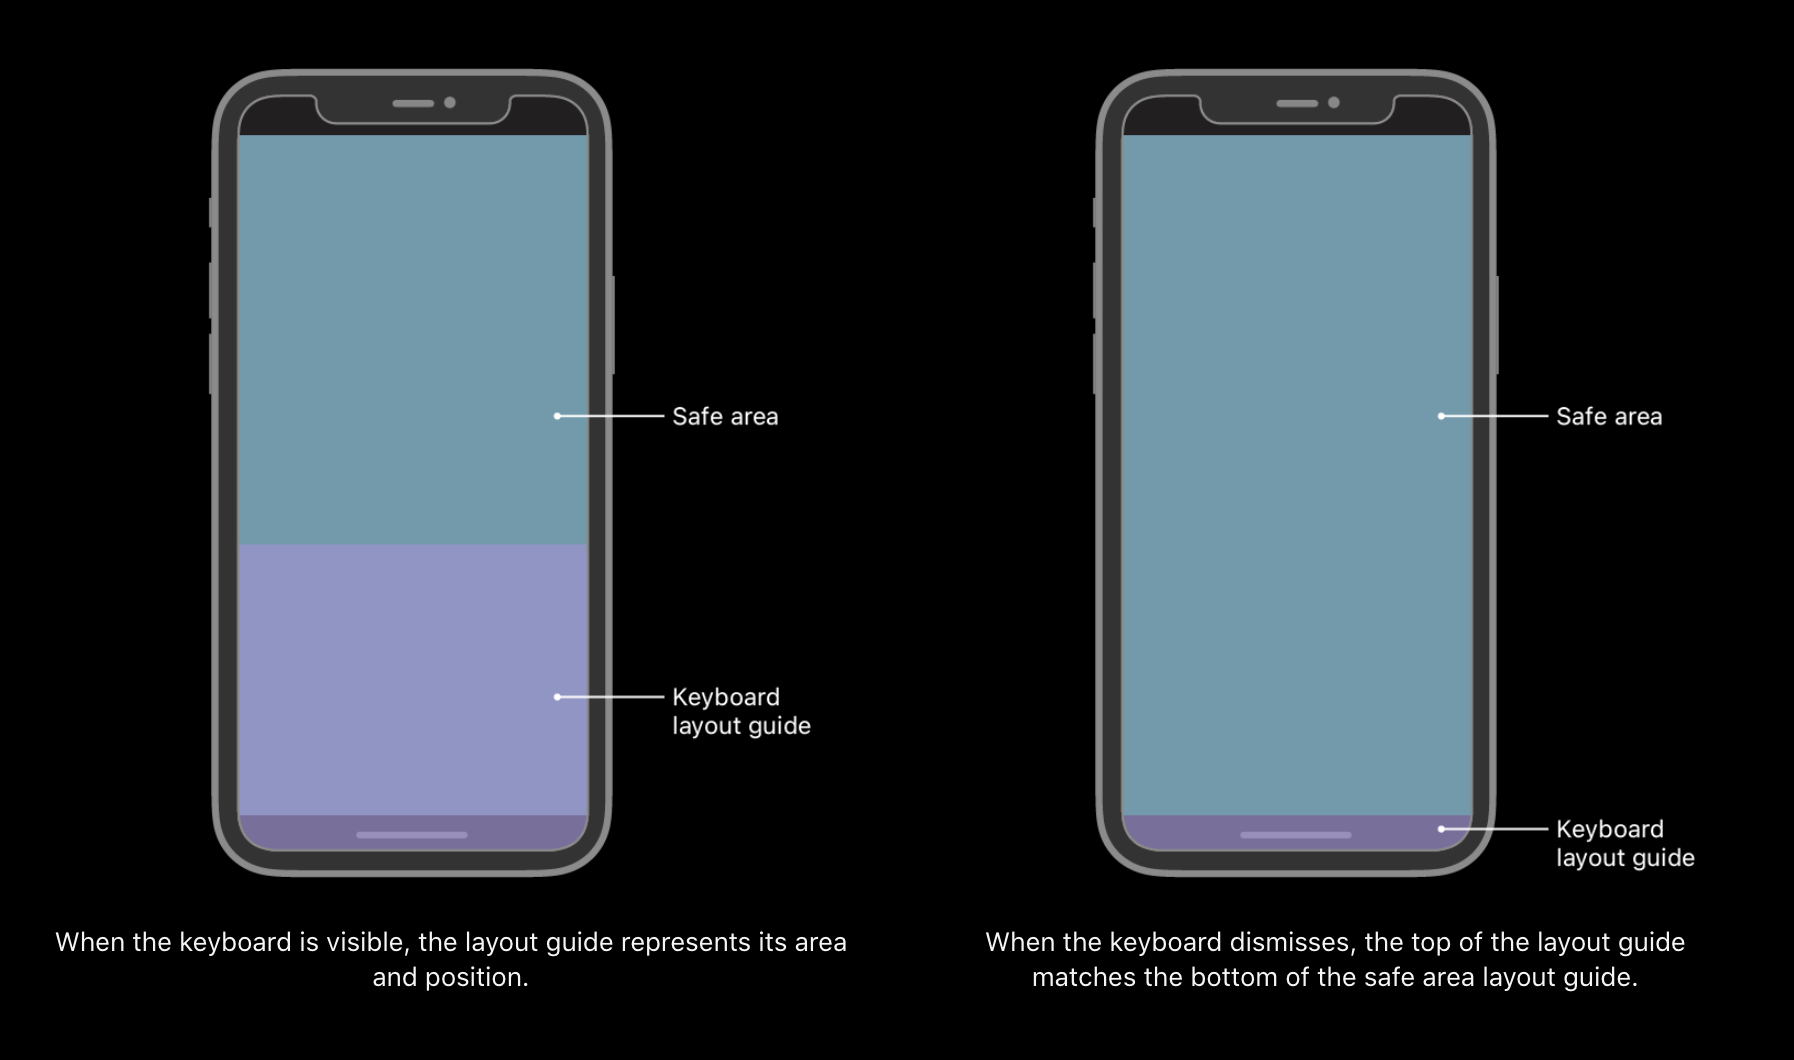 Safe area
Keyboard
layout guide
When the keyboard is visible, the layout guide represents its area
and position.
Safe area
Keyboard
layout guide
When the keyboard dismisses, the top of the layout guide
matches the bottom of the safe area layout guide.